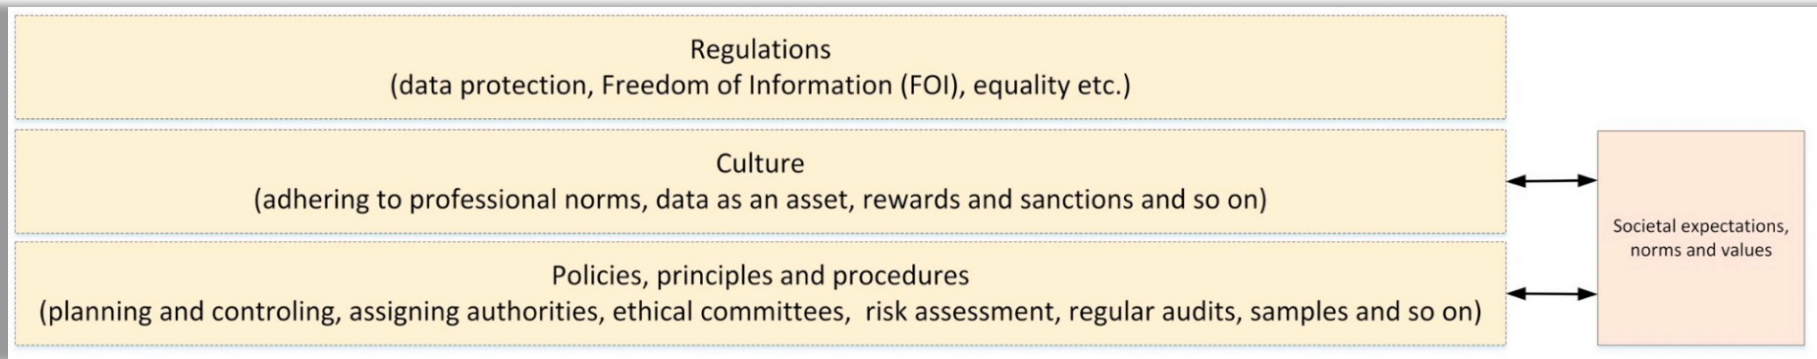 Regulations
(data protection, Freedom of Information (FOI), equality etc.)
Culture
(adhering to professional norms, data as an asset, rewards and sanctions and so on)
Policies, principles and procedures
(planning and controling, assigning authorities, ethical committees,  risk assessment, regular audits, samples and so on)
Societal expectations,
norms and values